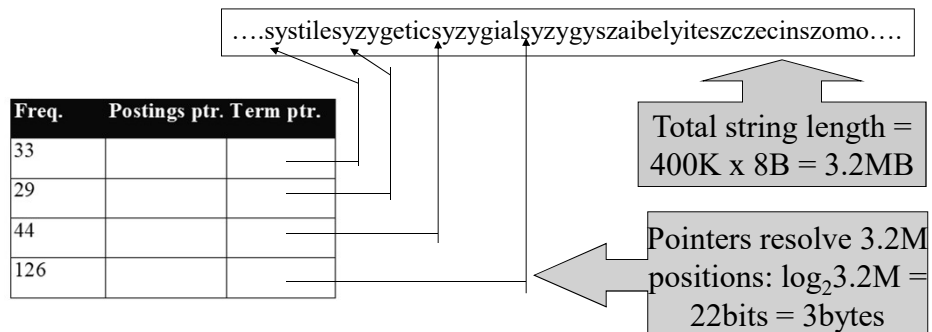 ….systilesyzygeticsyzygialsyzygyszaibelyiteszczecinszomo….
Freq. Postings ptr. Term ptr.
33
29
44
126
Total string length =
400K x 8B = 3.2MB
Pointers resolve 3.2M
positions: log₂3.2M =
22bits = 3bytes